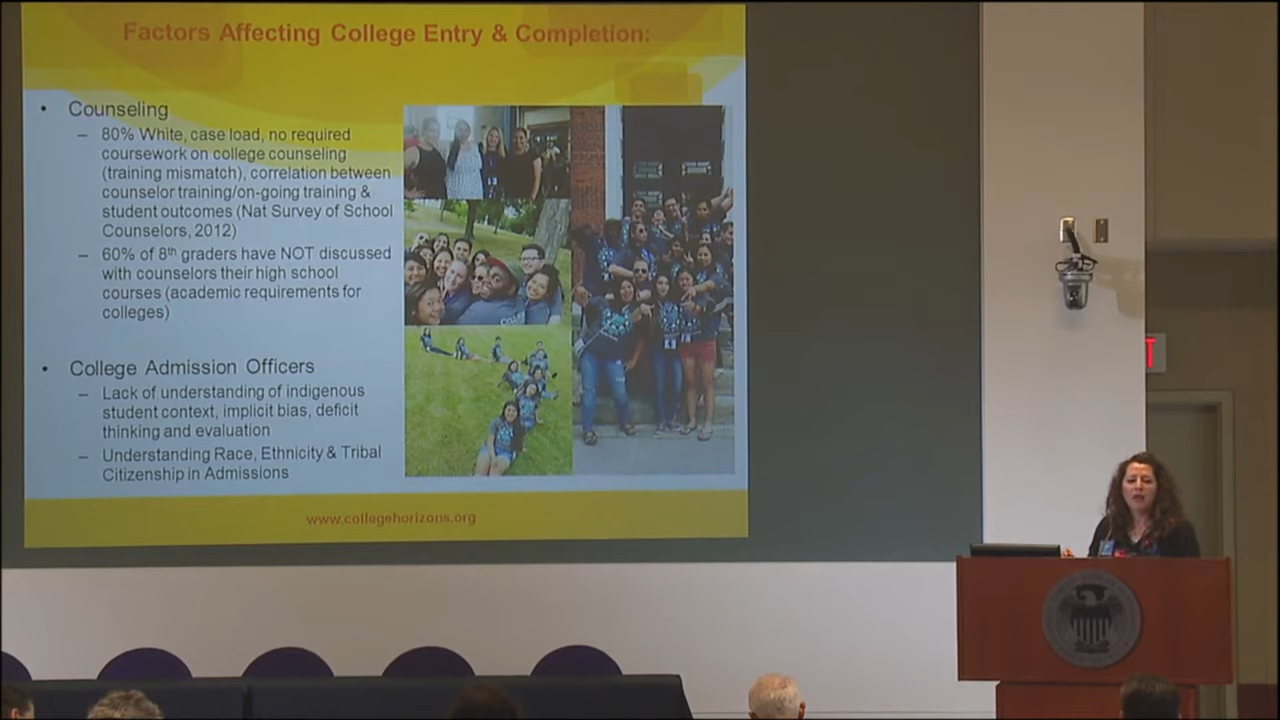 Factors Affecting College Entry & Completion:
• Counseling
– 80% White, case load, no required
coursework on college counseling
(training mismatch), correlation between
counselor training/on-going training &
student outcomes (Nat Survey of School
Counselors, 2012)
– 60% of 8th graders have NOT discussed
with counselors their high school
courses (academic requirements for
colleges)
• College Admission Officers
– Lack of understanding of indigenous
student context, implicit bias, deficit
thinking and evaluation
– Understanding Race, Ethnicity & Tribal
Citizenship in Admissions
www.collegehorizons.org